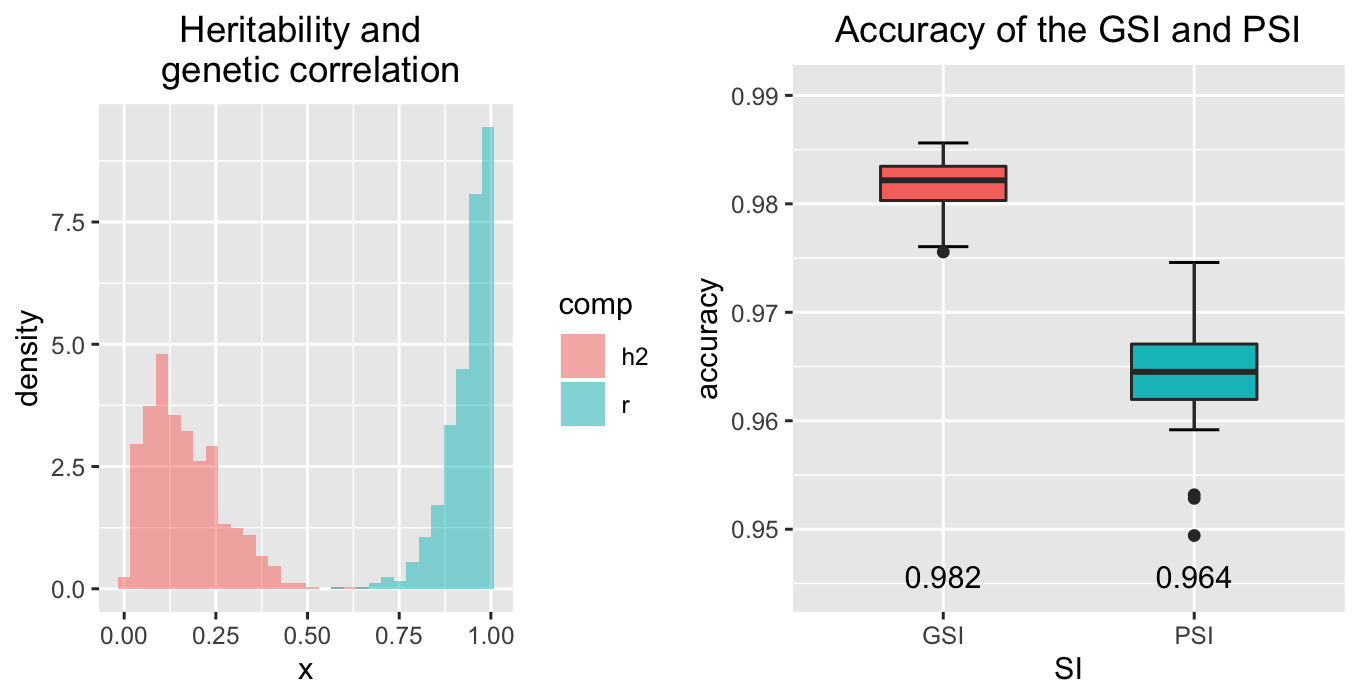 Heritability and
genetic correlation
density
7.5
5.0
2.5
0.0
0.00 0.25 0.50 0.75 1.00
x
comp
h2
r
Accuracy of the GSI and PSI
accuracy
0.99
0.98
0.97
0.96
0.95
0.982 0.964
GSI PSI
SI